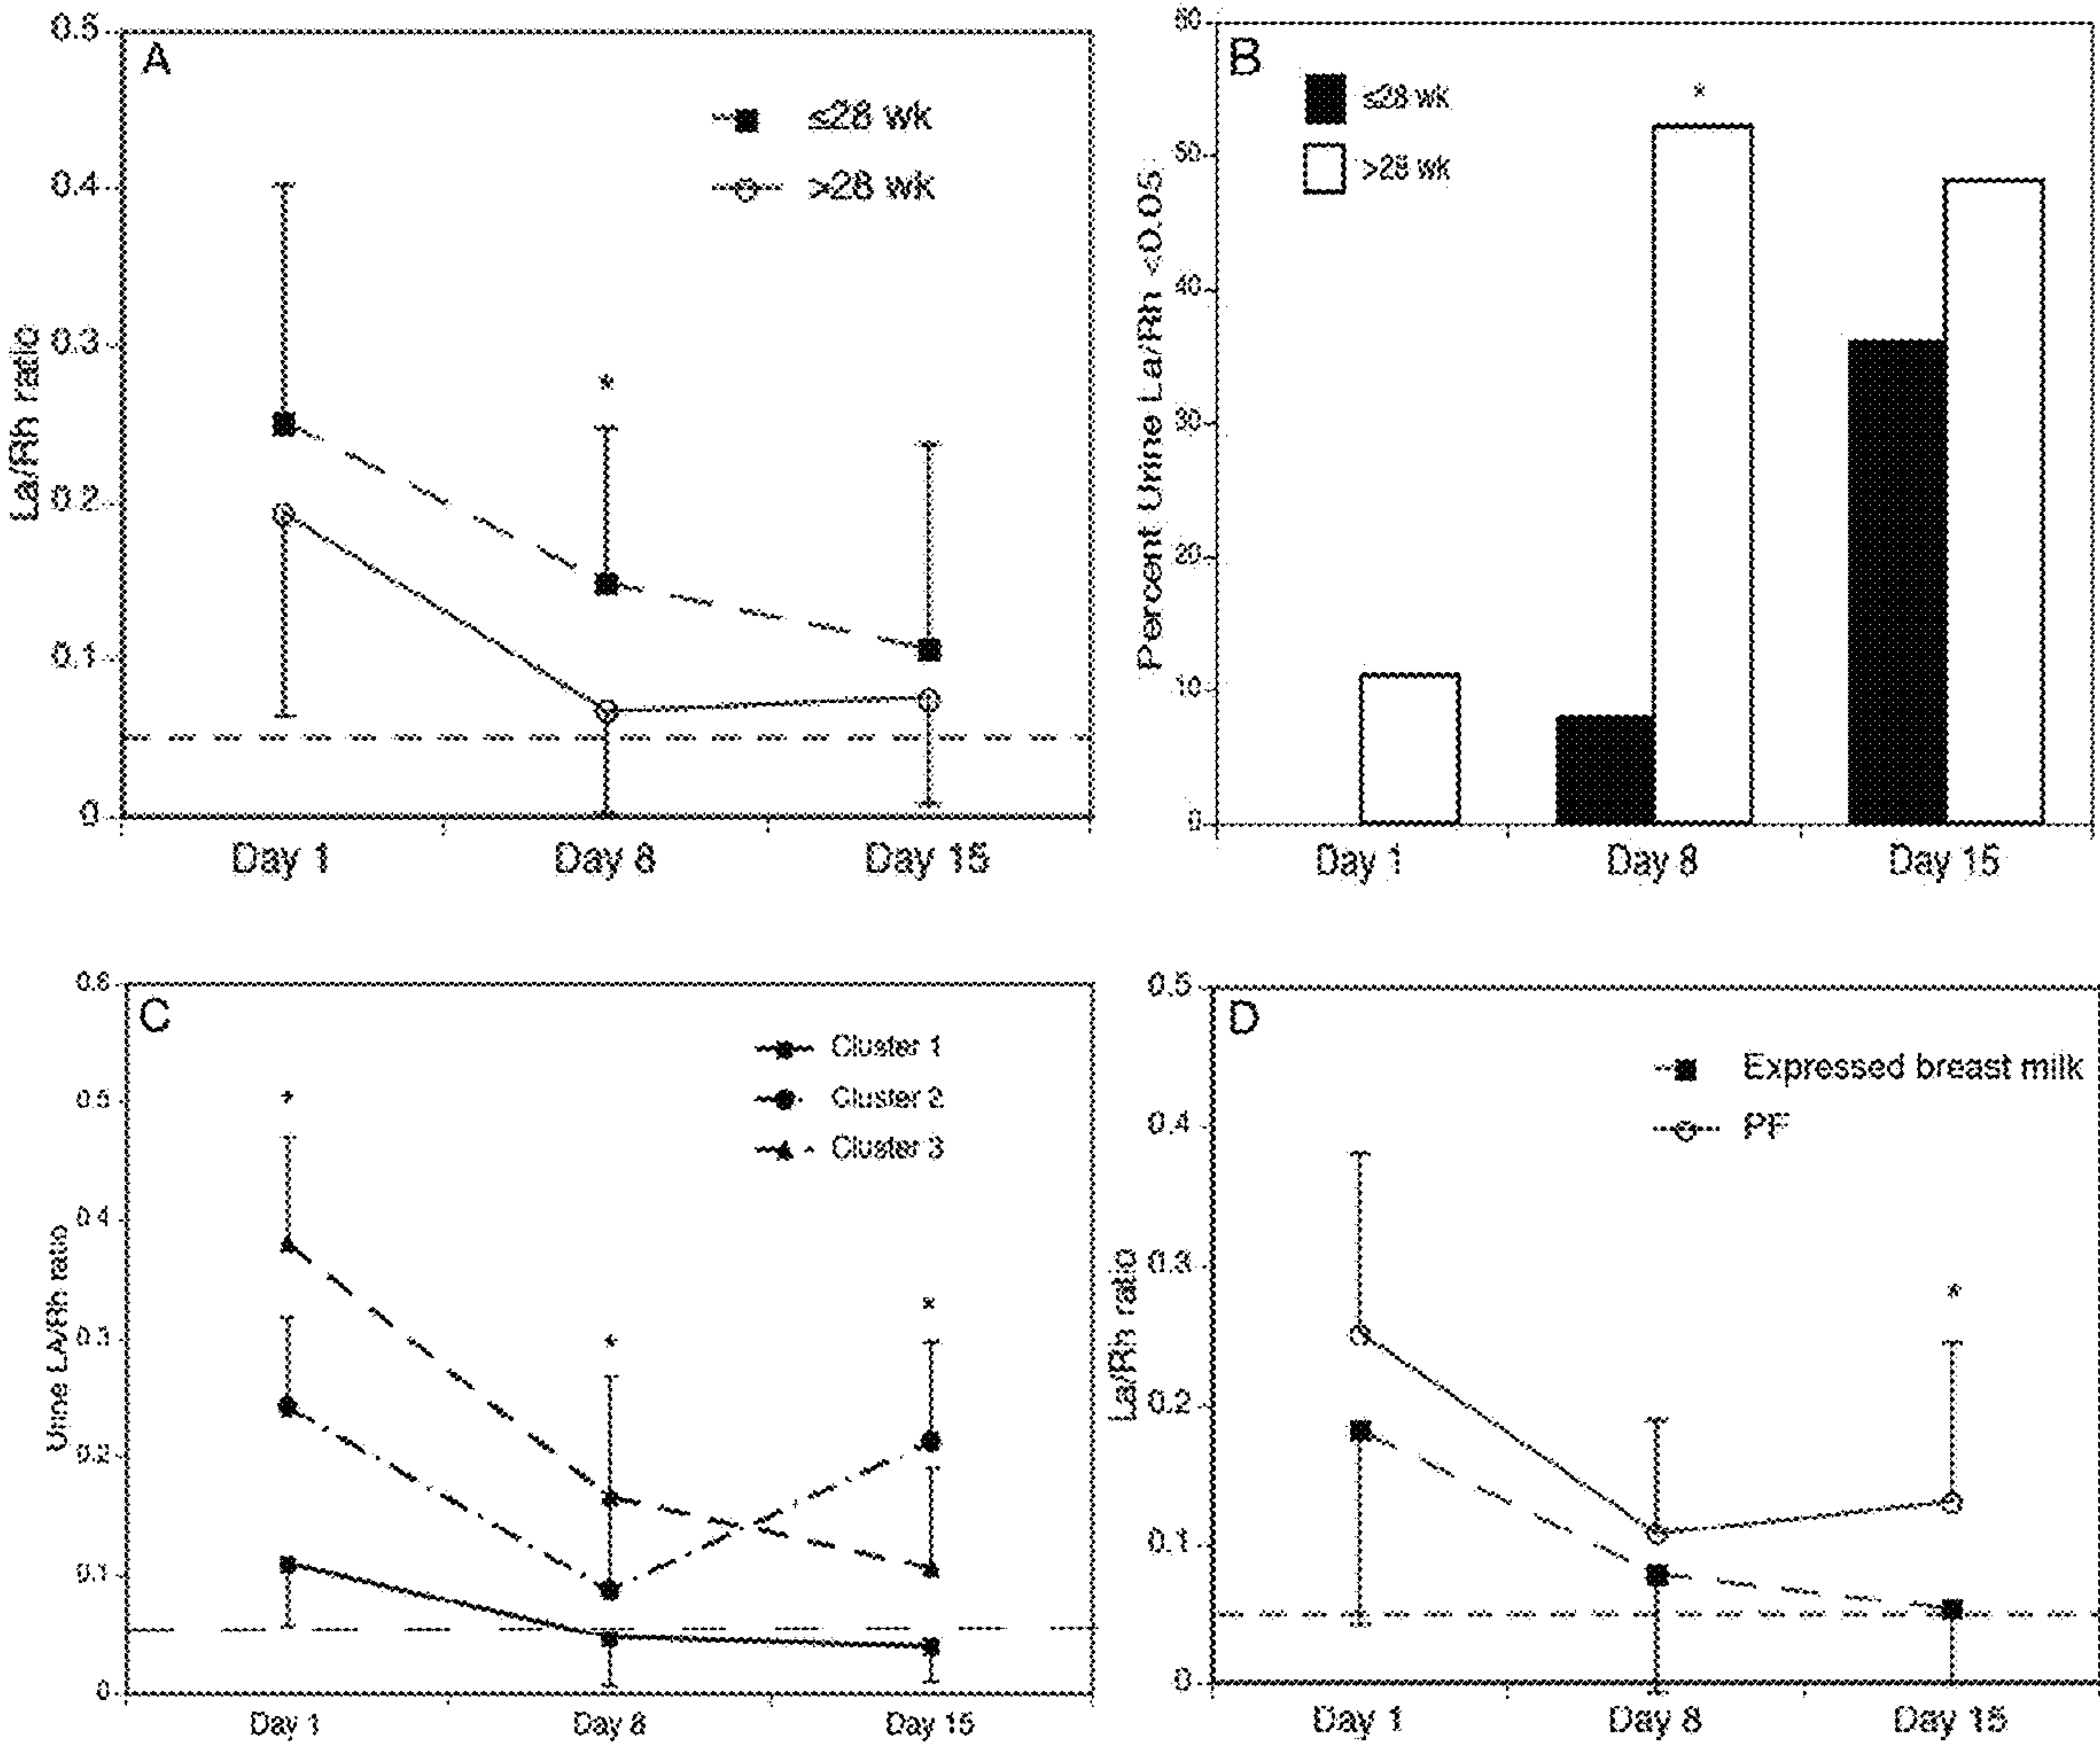 A
0.5
0.4
0.3
0.2
0.1
0
La/Rh ratio
≤28 wk
>28 wk
*
Day 1
Day 8
Day 15
B
60
50
40
30
20
10
0
Percent Urine La/Rh <0.05
≤28 wk
>28 wk
*
Day 1
Day 8
Day 15
C
0.6
0.5
0.4
0.3
0.2
0.1
0
Urine LA/Rh ratio
Cluster 1
Cluster 2
Cluster 3
*
*
*
Day 1
Day 8
Day 15
D
0.5
0.4
0.3
0.2
0.1
0
La/Rh ratio
Expressed breast milk
PF
*
Day 1
Day 8
Day 15